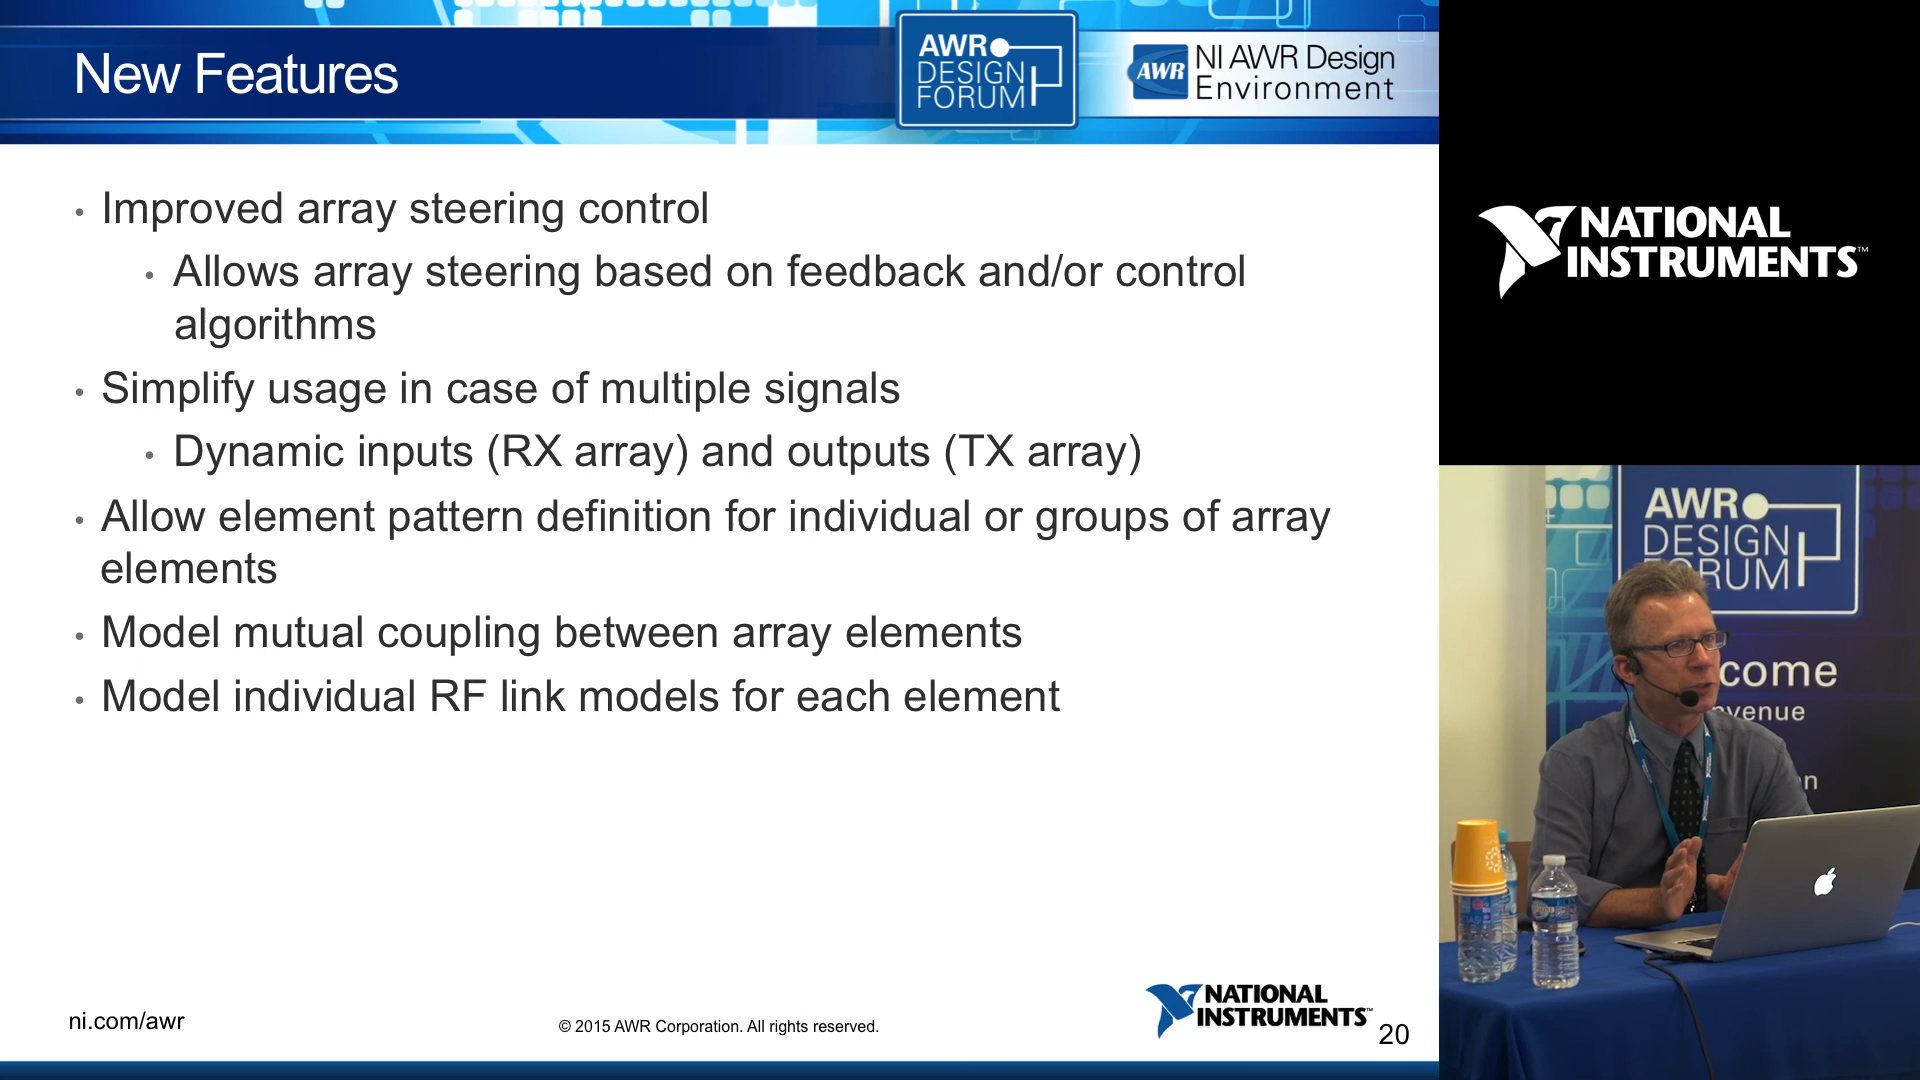 New Features
AWR
DESIGN
FORUM
AWR
NI AWR Design
Environment
• Improved array steering control
• Allows array steering based on feedback and/or control
algorithms
• Simplify usage in case of multiple signals
• Dynamic inputs (RX array) and outputs (TX array)
• Allow element pattern definition for individual or groups of array
elements
• Model mutual coupling between array elements
• Model individual RF link models for each element
ni.com/awr
© 2015 AWR Corporation. All rights reserved.
NATIONAL
INSTRUMENTS™
20
NATIONAL
INSTRUMENTS™
AWR
DESIGN
FORUM
come
venue